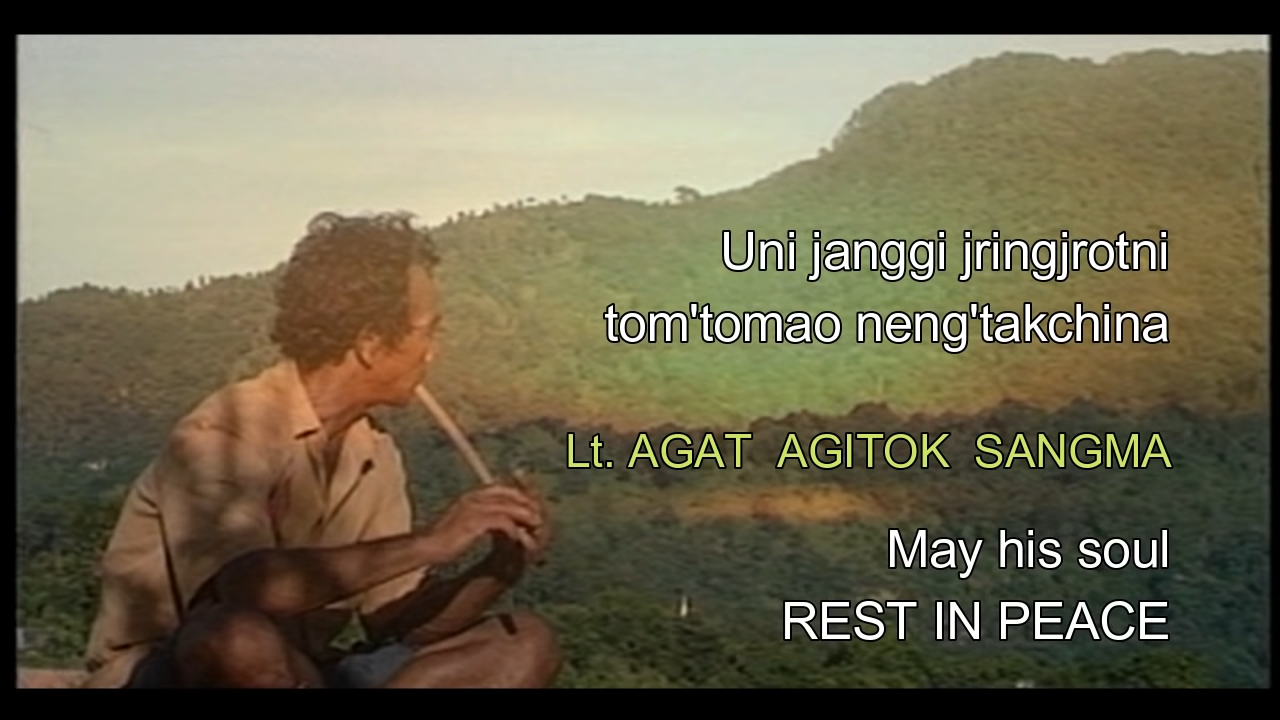 Uni janggi jringjrotni
tom'tomao neng'takchina
Lt. AGAT AGITOK SANGMA
May his soul
REST IN PEACE